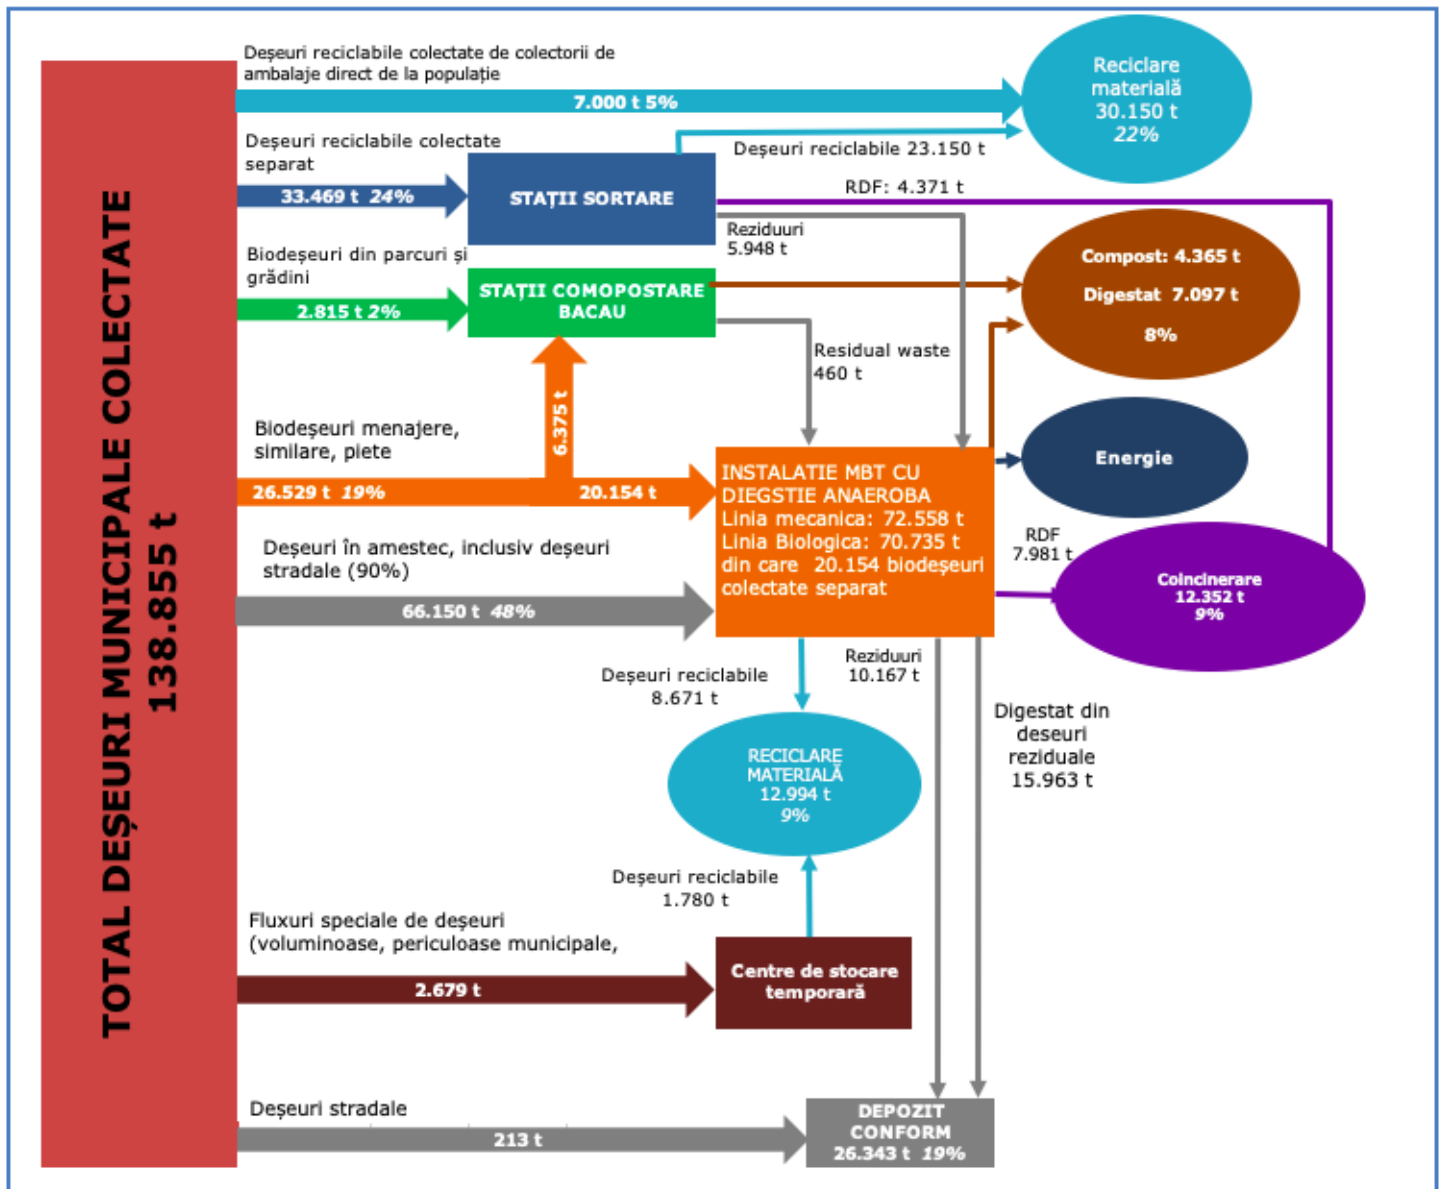 TOTAL DEȘEURI MUNICIPALE COLECTATE
138.855 t
Deșeuri reciclabile colectate de colectorii de
ambalaje direct de la populație
7.000 t 5%
Reciclare
materială
30.150 t
22%
Deșeuri reciclabile colectate
separat
33.469 t 24%
STAȚII SORTARE
Deșeuri reciclabile 23.150 t
RDF: 4.371 t
Reziduuri
5.948 t
Biodeșeuri din parcuri și
grădini
2.815 t 2%
STAȚII COMOPOSTARE
BACAU
Compost: 4.365 t
Digestat 7.097 t
8%
Residual waste
460 t
6.375 t
Biodeșeuri menajere,
similare, piete
26.529 t 19%
20.154 t
INSTALATIE MBT CU
DIEGSTIE ANAEROBA
Linia mecanica: 72.558 t
Linia Biologica: 70.735 t
din care 20.154 biodeșeuri
colectate separat
Energie
RDF
7.981 t
Coincinerare
12.352 t
9%
Deșeuri în amestec, inclusiv deșeuri
stradale (90%)
66.150 t 48%
Deșeuri reciclabile
8.671 t
Reziduuri
10.167 t
Digestat din
deseuri
reziduale
15.963 t
RECICLARE
MATERIALĂ
12.994 t
9%
Deșeuri reciclabile
1.780 t
Fluxuri speciale de deșeuri
(voluminoase, periculoase municipale,
2.679 t
Centre de stocare
temporară
Deșeuri stradale
213 t
DEPOZIT
CONFORM
26.343 t 19%